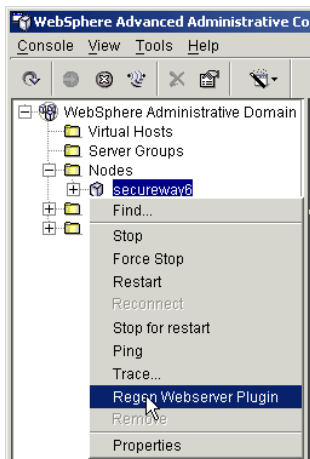 WebSphere Advanced Administrative Co
Console View Tools Help
WebSphere Administrative Domain
Virtual Hosts
Server Groups
Nodes
secureway6
Find...
Stop
Force Stop
Restart
Reconnect
Stop for restart
Ping
Trace...
Regen Webserver Plugin
Remove
Properties